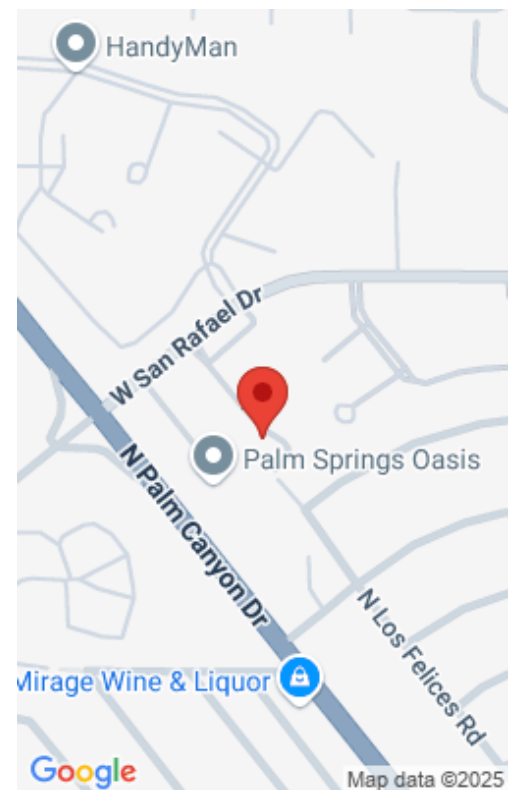 HandyMan
W San Rafael Dr
Palm Springs Oasis
N Palm Canyon Dr
N Los Felices Rd
Mirage Wine & Liquor
Google
Map data ©2025